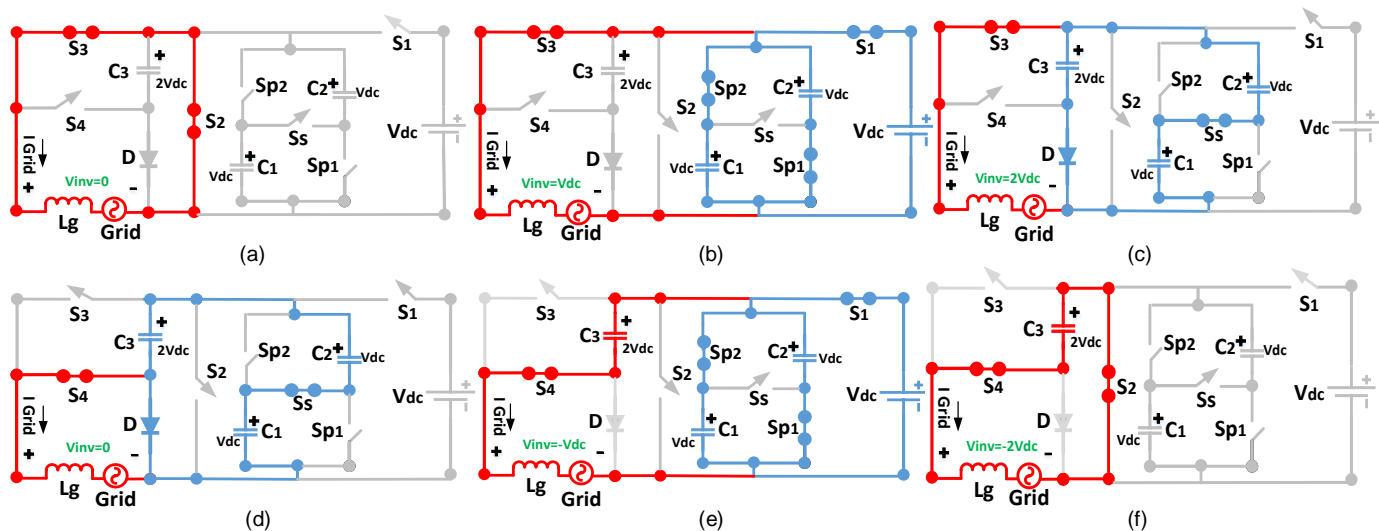 S3
S1
+
C3
2Vdc
Sp2
C2
+
Vdc
S4
S2
Ss
Vdc
+
I Grid
D
+
C1
Vdc
Sp1
+
Vinv=0
-
Lg
Grid
(a)
S3
S1
+
C3
2Vdc
Sp2
C2
+
Vdc
S4
S2
Ss
Vdc
+
I Grid
D
+
C1
Vdc
Sp1
+
Vinv=Vdc
-
Lg
Grid
(b)
S3
S1
+
C3
2Vdc
Sp2
C2
+
Vdc
S4
S2
Ss
Vdc
+
I Grid
D
+
C1
Vdc
Sp1
+
Vinv=2Vdc
-
Lg
Grid
(c)
S3
S1
+
C3
2Vdc
Sp2
C2
+
Vdc
S4
S2
Ss
Vdc
+
I Grid
D
+
C1
Vdc
Sp1
+
Vinv=0
-
Lg
Grid
(d)
S3
S1
+
C3
2Vdc
Sp2
C2
+
Vdc
S4
S2
Ss
Vdc
+
I Grid
D
+
C1
Vdc
Sp1
+
Vinv=-Vdc
-
Lg
Grid
(e)
S3
S1
+
C3
2Vdc
Sp2
C2
+
Vdc
S4
S2
Ss
Vdc
+
I Grid
D
+
C1
Vdc
Sp1
+
Vinv=-2Vdc
-
Lg
Grid
(f)